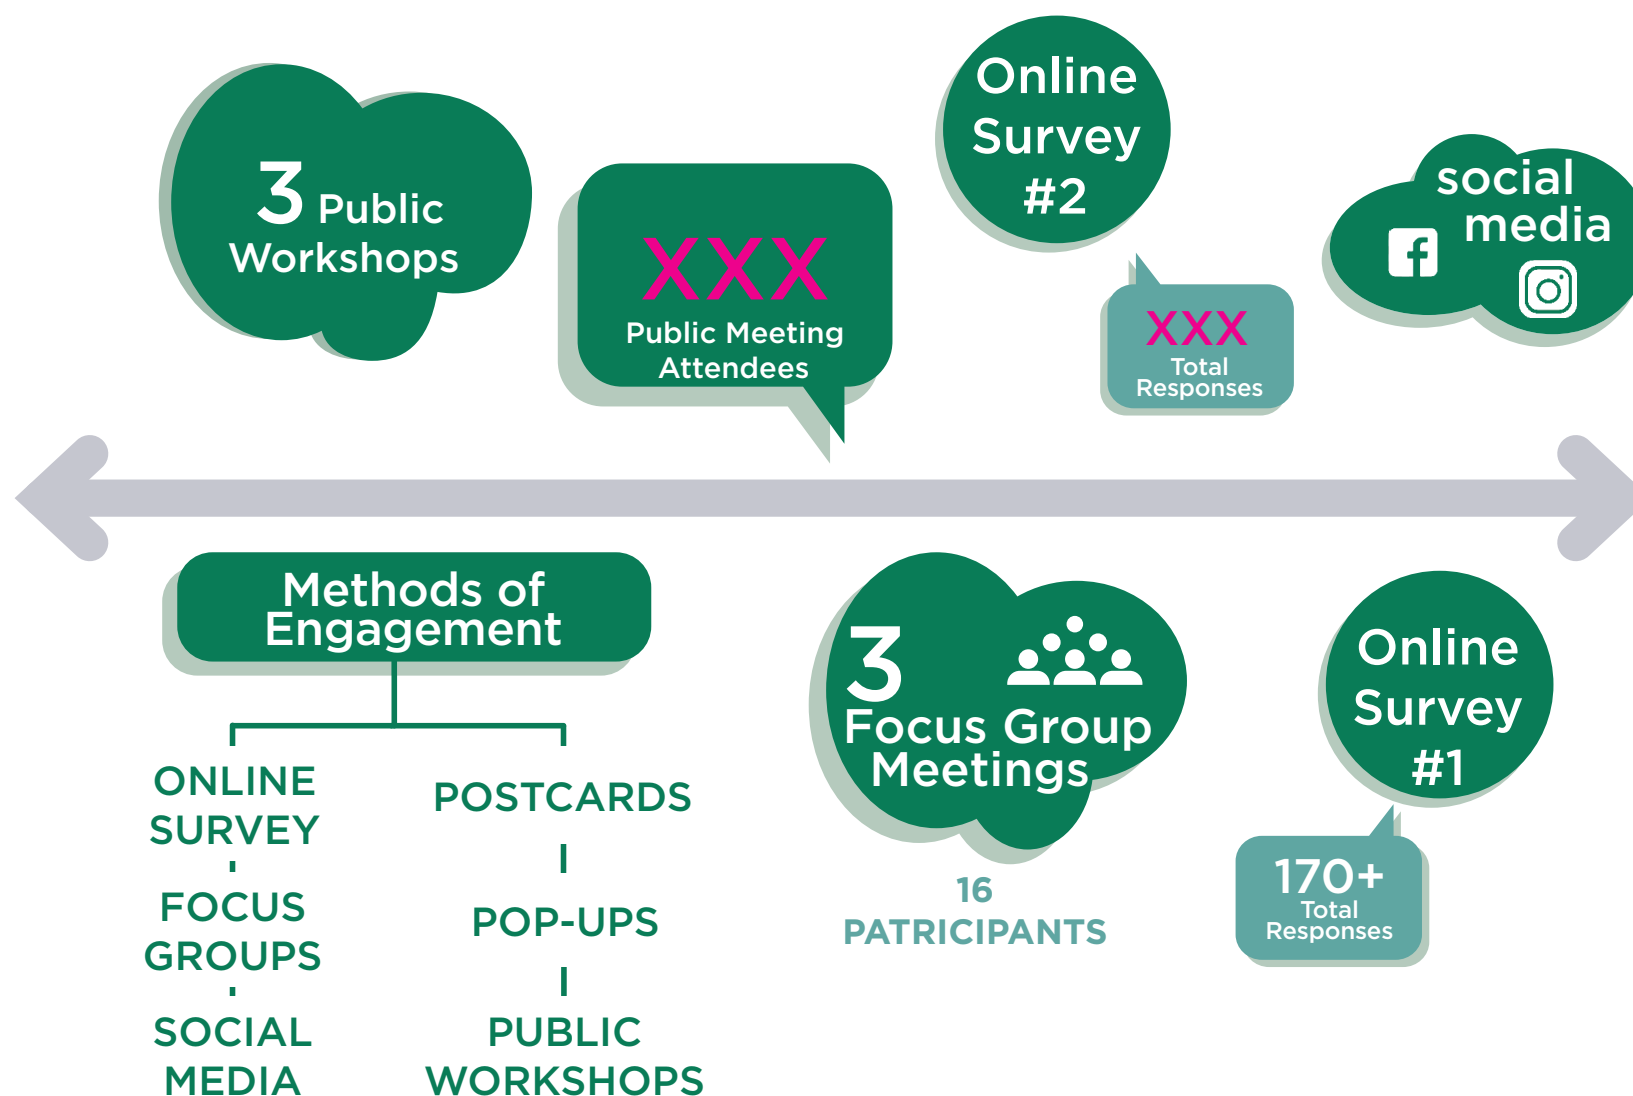 3 Public
Workshops
XXX
Public Meeting
Attendees
Online
Survey
#2
XXX
Total
Responses
social
media
Methods of
Engagement
ONLINE
SURVEY
FOCUS
GROUPS
SOCIAL
MEDIA
POSTCARDS
POP-UPS
PUBLIC
WORKSHOPS
3
Focus Group
Meetings
16
PATRICIPANTS
Online
Survey
#1
170+
Total
Responses